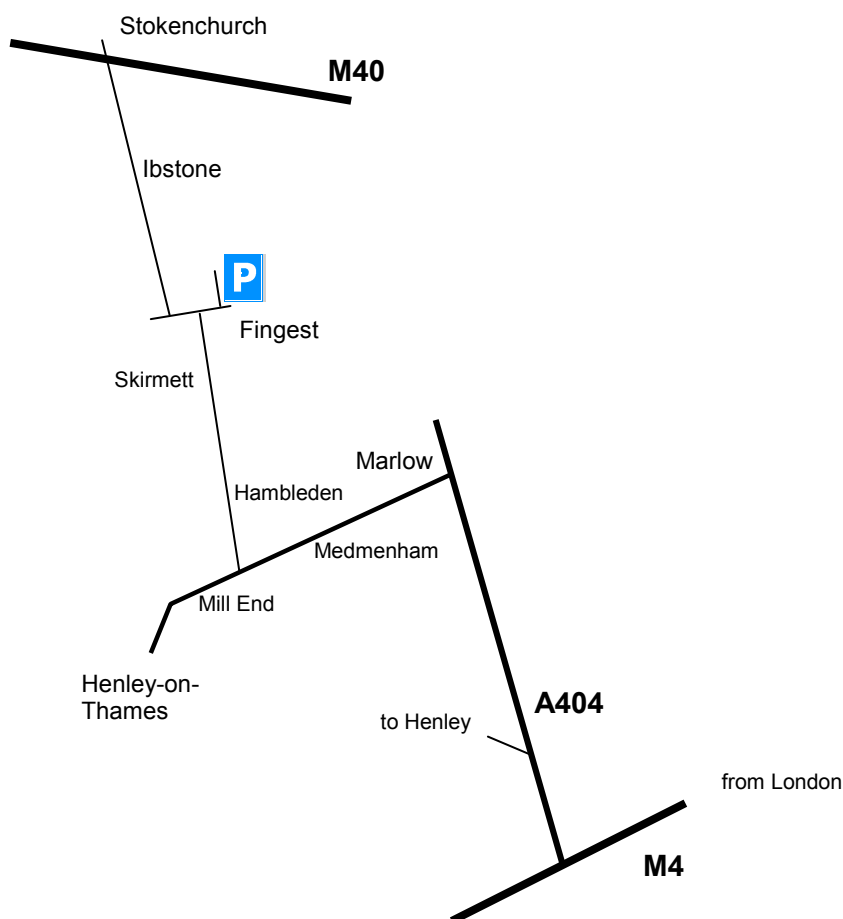 Stokenchurch
M40
Ibstone
P
Fingest
Skirmett
Marlow
Hambleden
Medmenham
Mill End
Henley-on-
Thames
A404
to Henley
from London
M4